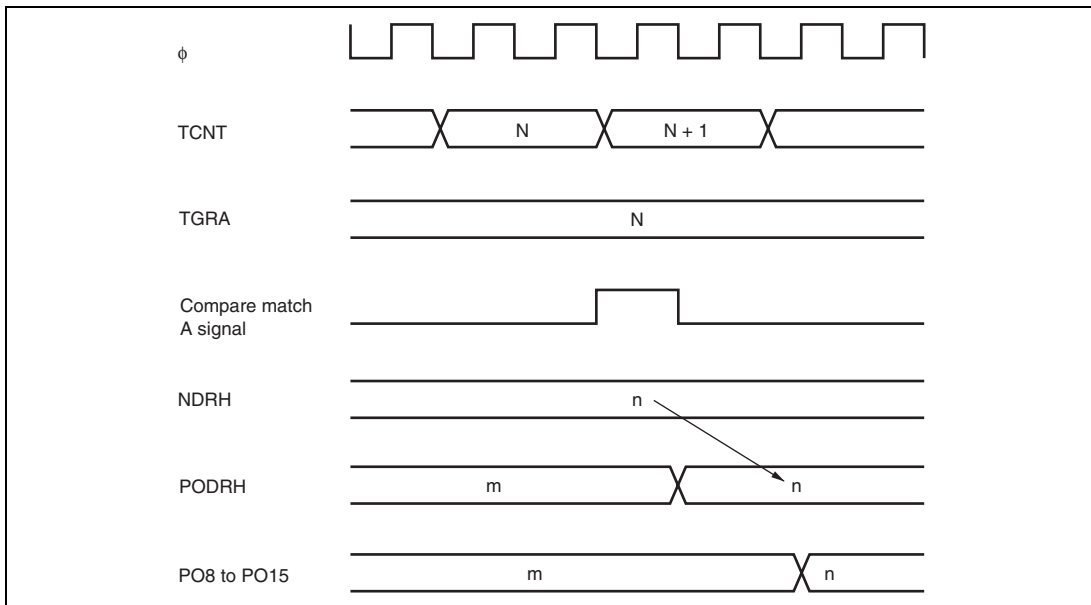 ϕ
TCNT
N
N + 1
TGRA
N
Compare match
A signal
NDRH
n
PODRH
m
n
PO8 to PO15
m
n